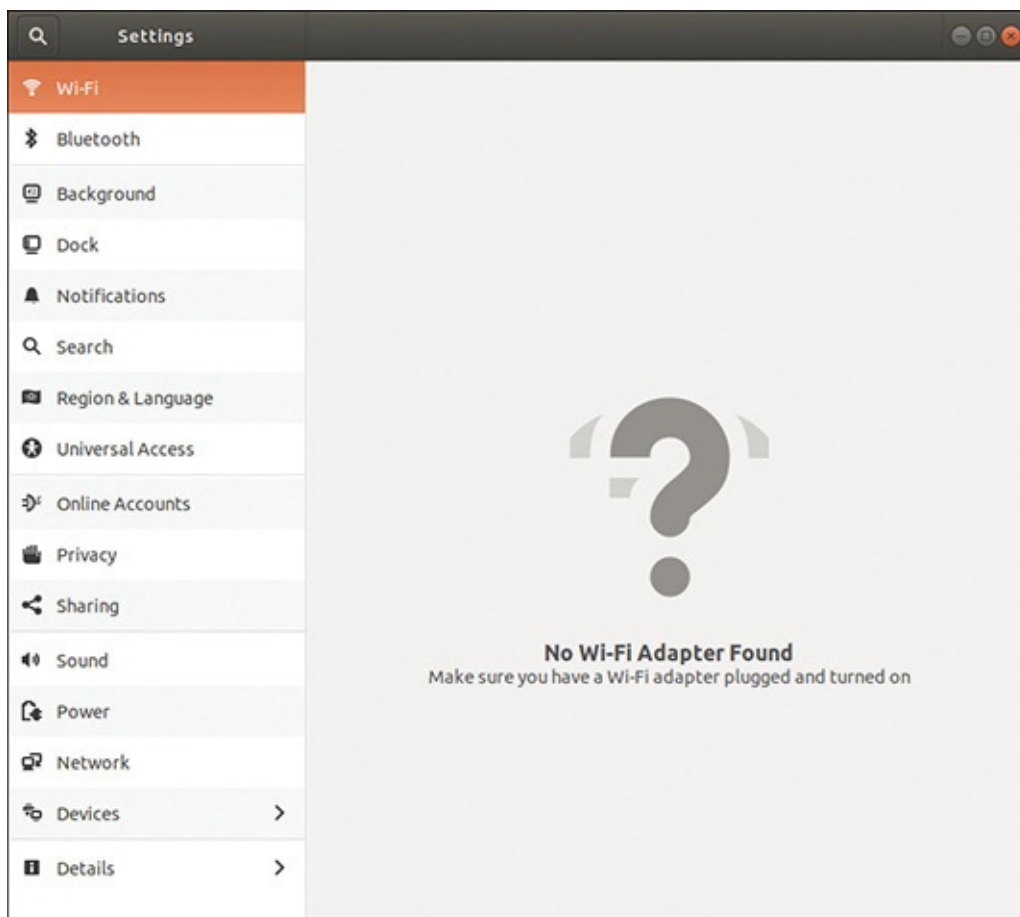 Settings
Wi-Fi
Bluetooth
Background
Dock
Notifications
Search
Region & Language
Universal Access
Online Accounts
Privacy
Sharing
Sound
Power
Network
Devices
Details
No Wi-Fi Adapter Found
Make sure you have a Wi-Fi adapter plugged and turned on